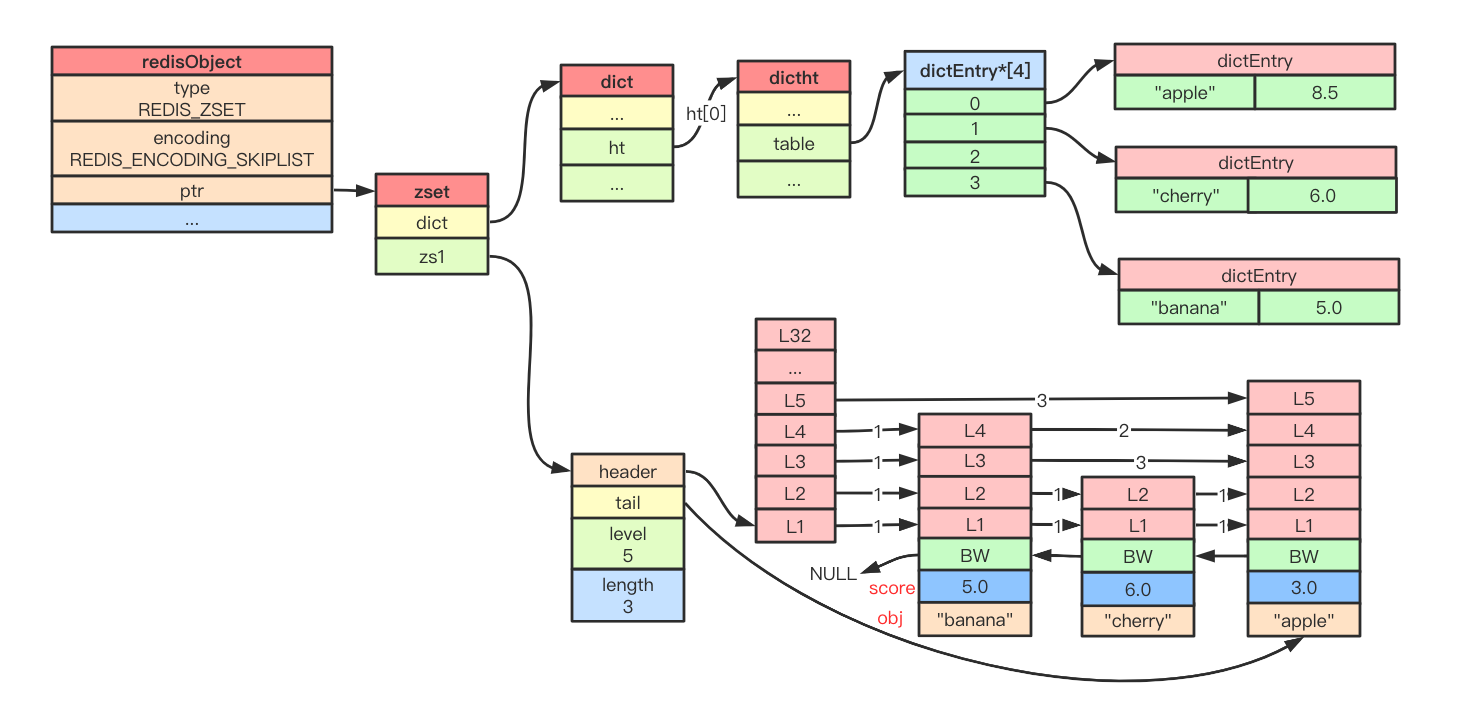 redisObject
type
REDIS_ZSET
encoding
REDIS_ENCODING_SKIPLIST
ptr
...
zset
dict
zs1
dict
...
ht
...
ht[0]
dictht
...
table
...
dictEntry*[4]
0
1
2
3
dictEntry
"apple" 8.5
dictEntry
"cherry" 6.0
dictEntry
"banana" 5.0
header
tail
level
5
length
3
L32
...
L5
L4
L3
L2
L1
3
1
1
1
1
L4
L3
L2
L1
BW
5.0
"banana"
2
3
1
1
L2
L1
BW
6.0
"cherry"
1
1
L5
L4
L3
L2
L1
BW
3.0
"apple"
NULL
score
obj